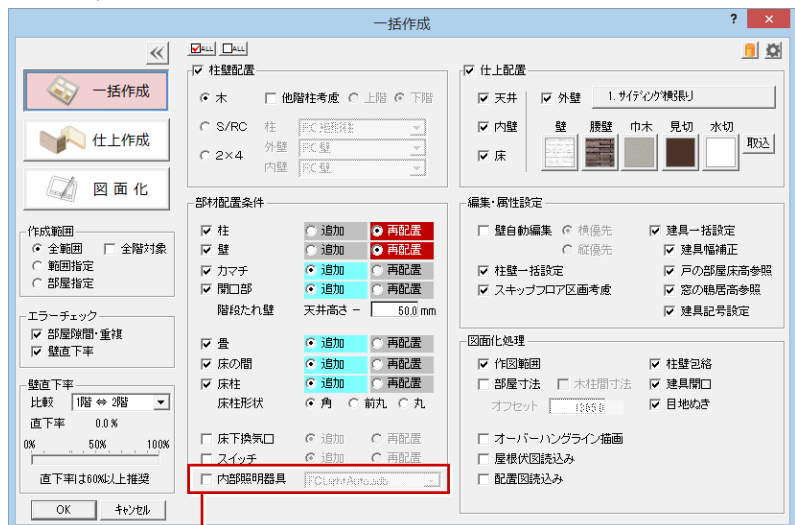 一括作成
? ×
ALL ALL
一括作成
仕上作成
図 面 化
作成範囲
全範囲 全階対象
範囲指定
部屋指定
エラーチェック
部屋隙間・重複
壁直下率
壁直下率
比較 1階 ⇔ 2階
直下率 0.0 %
0% 50% 100%
直下率は60%以上推奨
OK キャンセル
柱壁配置
木 他階柱考慮 上階 下階
S/RC 柱
2×4 外壁 RC 壁
内壁 RC 壁
部材配置条件
柱 追加 再配置
壁 追加 再配置
カマチ 追加 再配置
開口部 追加 再配置
階段たれ壁 天井高さ − 50.0 mm
畳 追加 再配置
床の間 追加 再配置
床柱 追加 再配置
床柱形状 角 前丸 丸
床下換気口 追加 再配置
スイッチ 追加 再配置
内部照明器具 FCLightAuto.adb
仕上配置
天井 外壁 1. サイディング横張り
内壁 壁 腰壁 巾木 見切 水切
床 取込
編集・属性設定
壁自動編集 横優先
縦優先
柱壁一括設定
スキップフロア区画考慮
建具一括設定
建具幅補正
戸の部屋床高参照
窓の鴨居高参照
建具記号設定
図面化処理
作図範囲 柱壁包絡
部屋寸法 木柱間寸法 建具開口
オフセット 目地ぬき
オーバーハングライン描画
屋根伏図読込み
配置図読込み